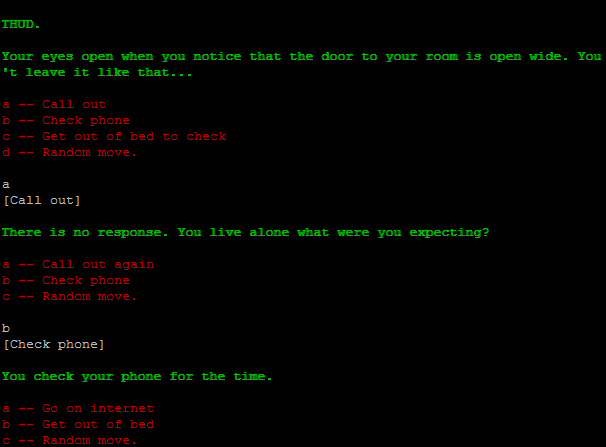 THUD.
Your eyes open when you notice that the door to your room is open wide. You
't leave it like that...
a -- Call out
b -- Check phone
c -- Get out of bed to check
d -- Random move.
a
[Call out]
There is no response. You live alone what were you expecting?
a -- Call out again
b -- Check phone
c -- Random move.
b
[Check phone]
You check your phone for the time.
a -- Go on internet
b -- Get out of bed
c -- Random move.